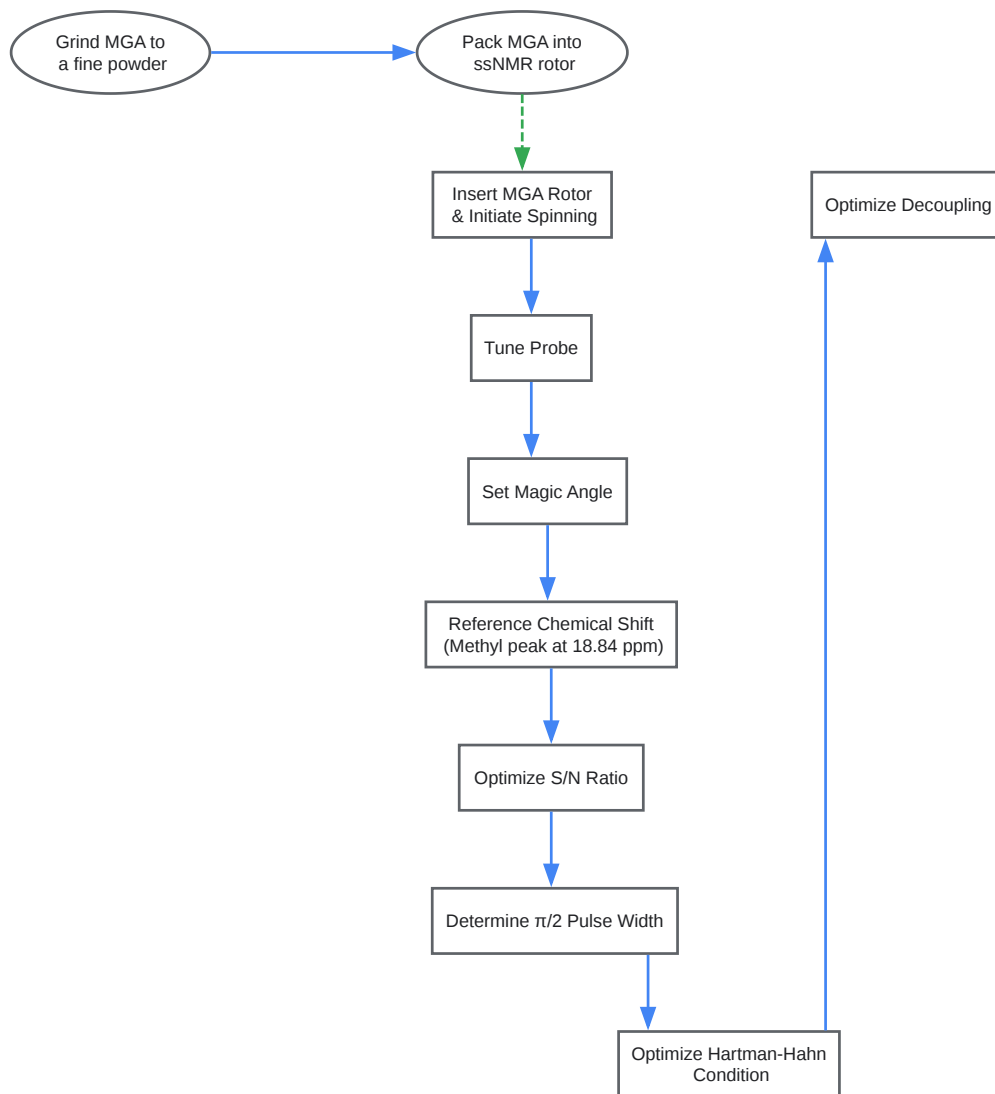 Grind MGA to
a fine powder
Pack MGA into
ssNMR rotor
Insert MGA Rotor
& Initiate Spinning
Optimize Decoupling
Tune Probe
Set Magic Angle
Reference Chemical Shift
(Methyl peak at 18.84 ppm)
Optimize S/N Ratio
Determine π/2 Pulse Width
Optimize Hartman-Hahn
Condition